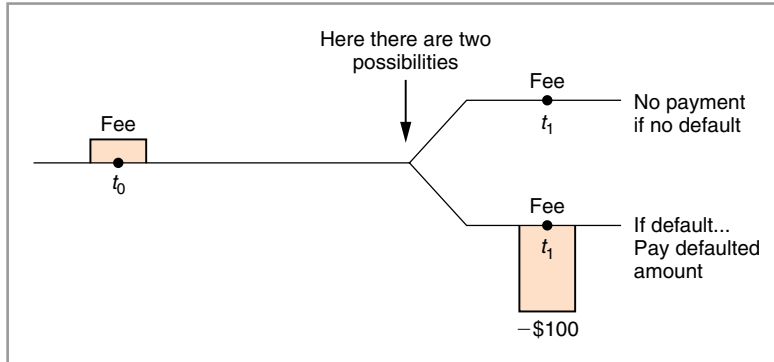 Here there are two
possibilities
Fee
t0
Fee
t1
No payment
if no default
Fee
t1
If default...
Pay defaulted
amount
−$100